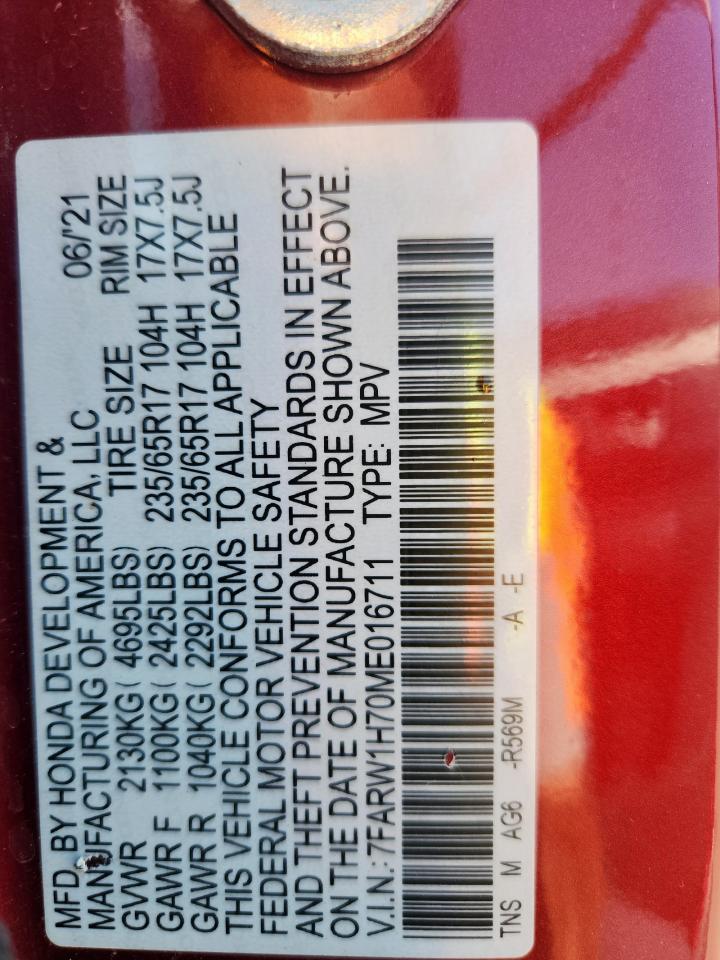 MFD. BY HONDA DEVELOPMENT &
MANUFACTURING OF AMERICA, LLC 06/'21
GVWR 2130KG ( 4695LBS) TIRE SIZE RIM SIZE
GAWR F 1100KG ( 2425LBS) 235/65R17 104H 17X7.5J
GAWR R 1040KG ( 2292LBS) 235/65R17 104H 17X7.5J
THIS VEHICLE CONFORMS TO ALL APPLICABLE
FEDERAL MOTOR VEHICLE SAFETY
AND THEFT PREVENTION STANDARDS IN EFFECT
ON THE DATE OF MANUFACTURE SHOWN ABOVE.
V.I.N.: 7FARW1H70ME016711 TYPE: MPV
TNS M AG6 -R569M -A -E